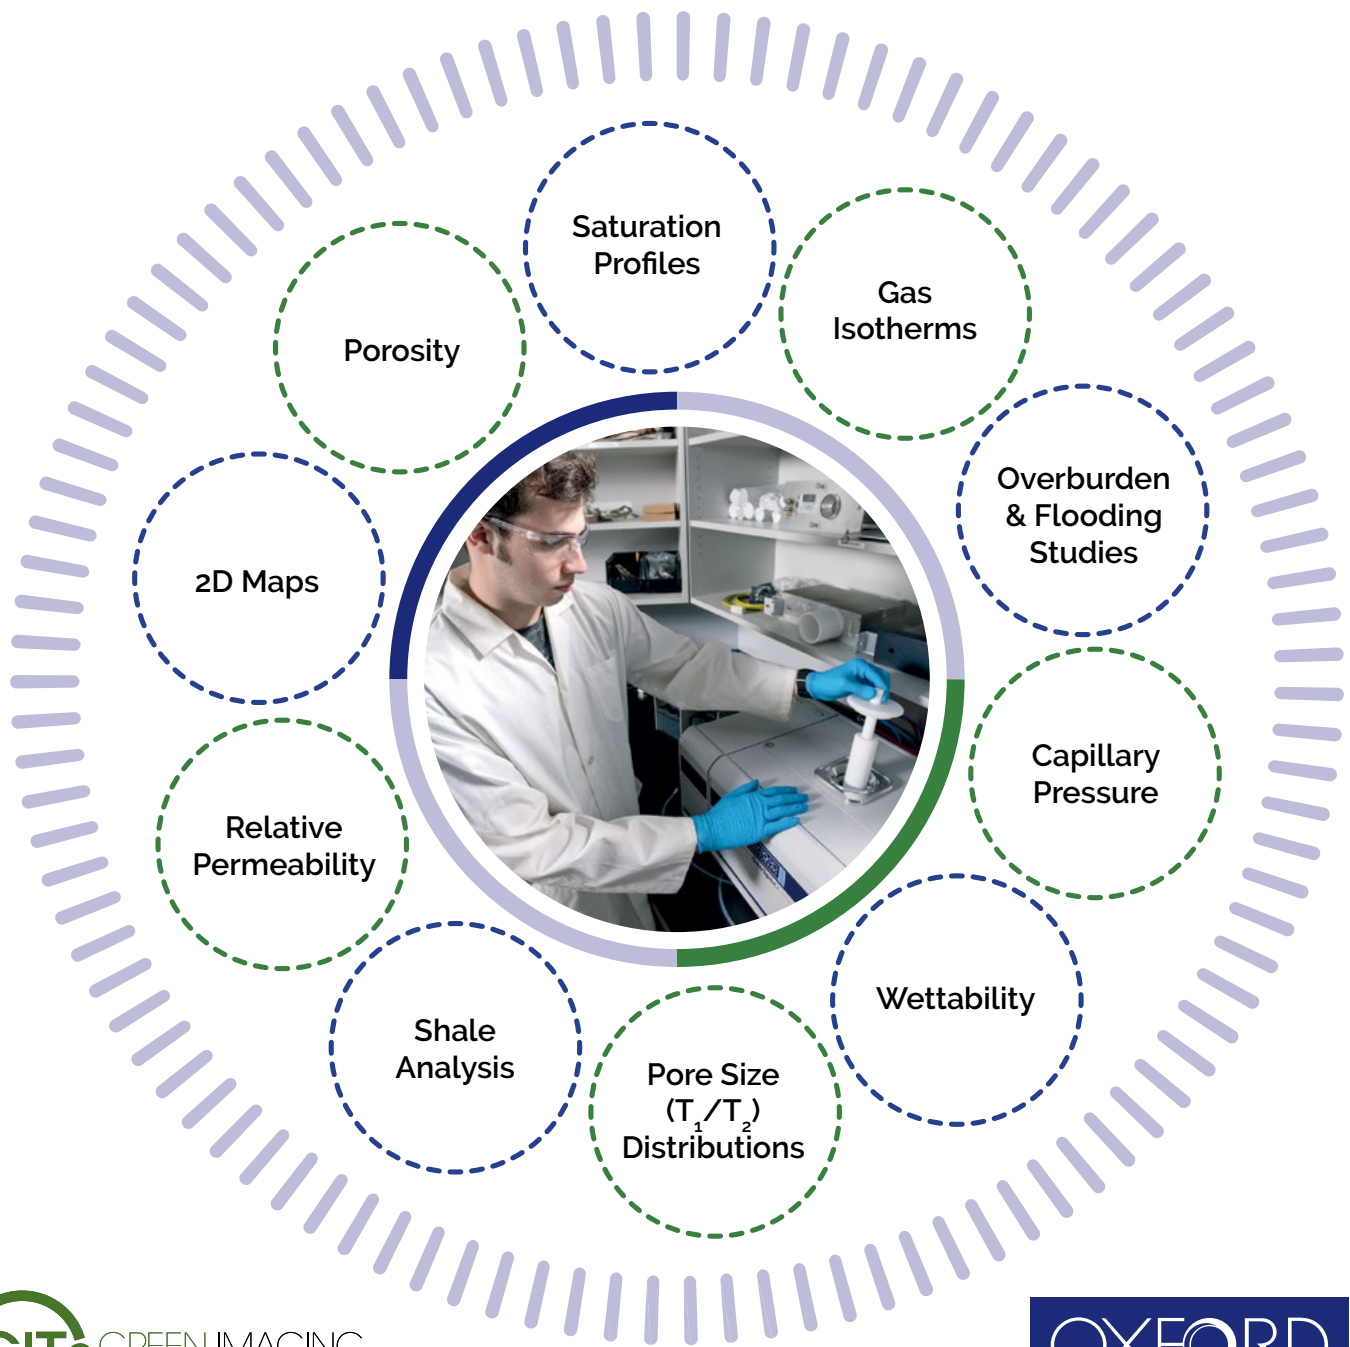 Saturation
Profiles
Gas
Isotherms
Porosity
Overburden
& Flooding
Studies
2D Maps
Capillary
Pressure
Relative
Permeability
Wettability
Shale
Analysis
Pore Size
(T₁/T₂)
Distributions
GREEN IMAGING
OXFORD